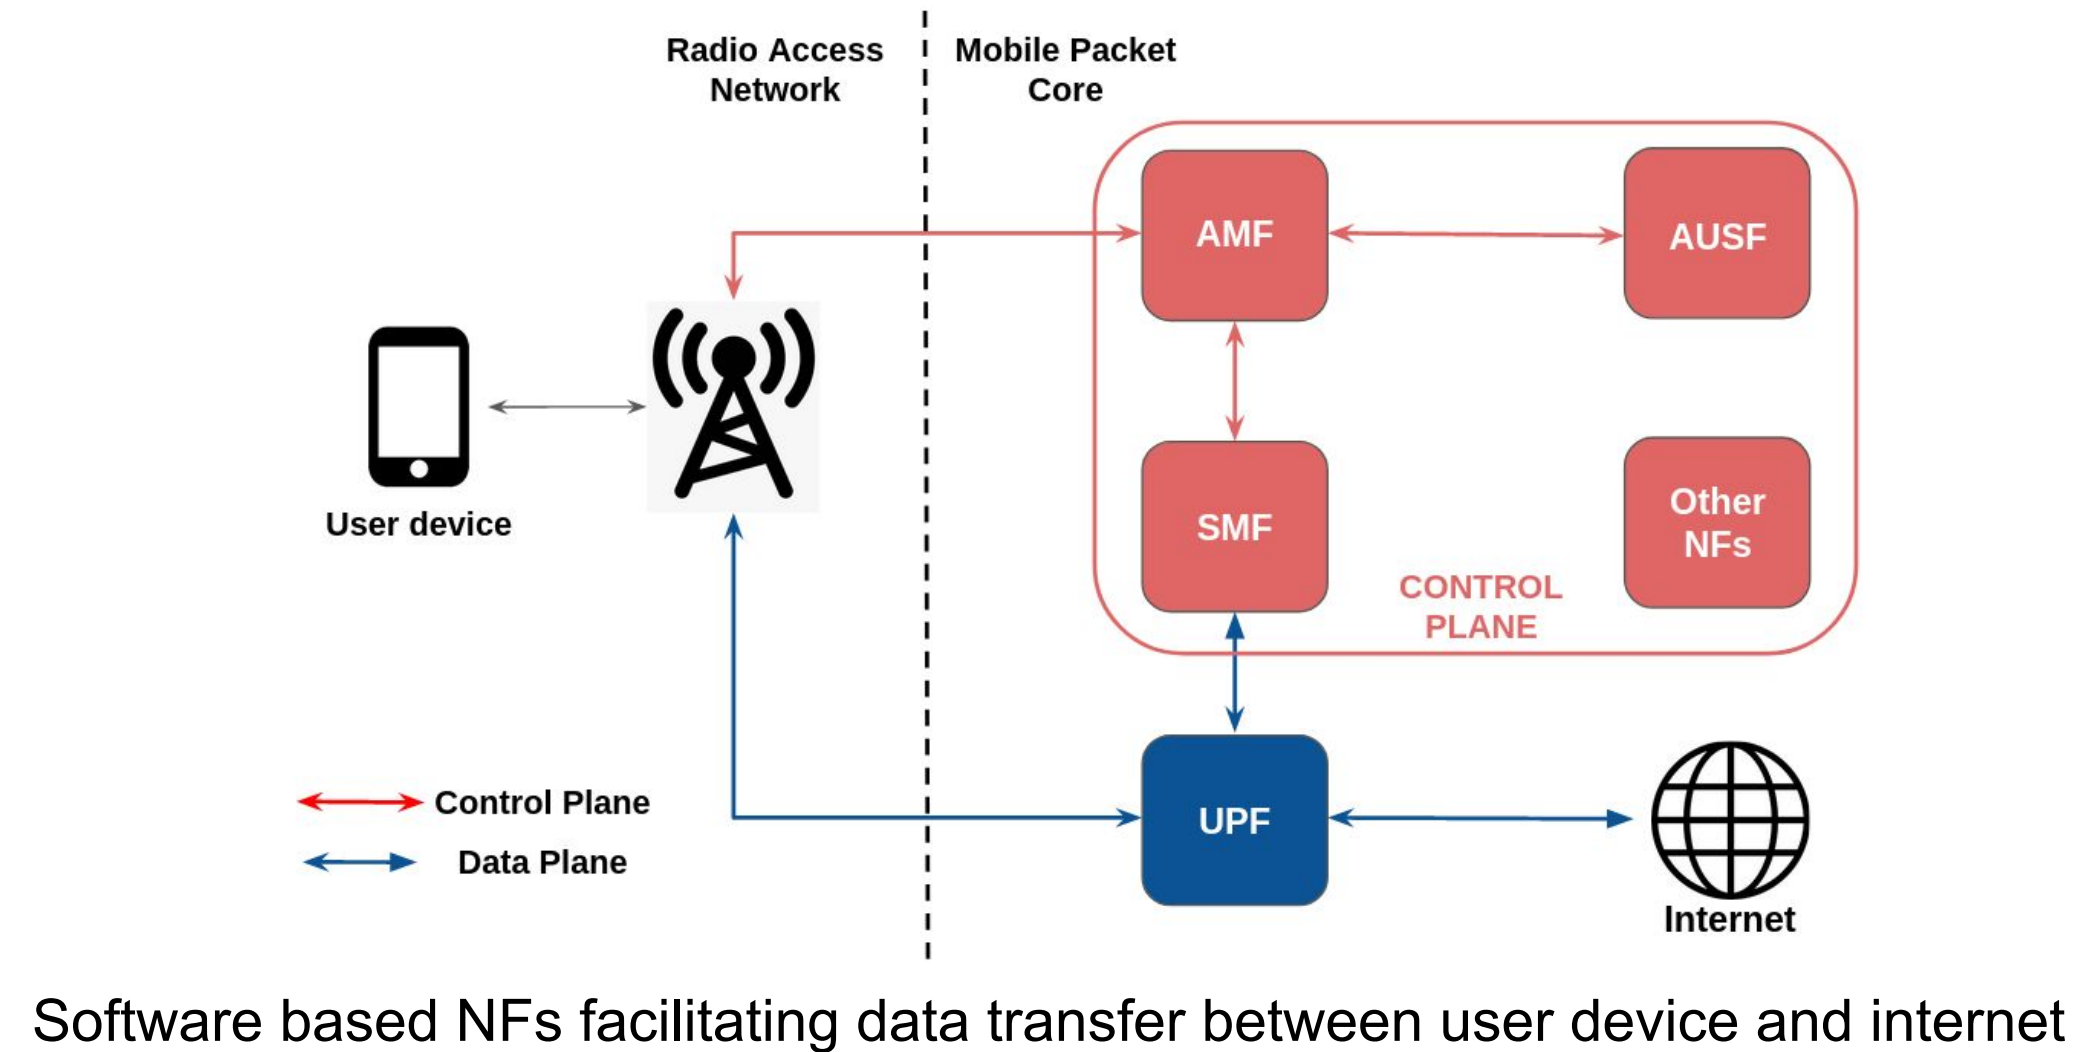 Radio Access
Network
Mobile Packet
Core
AMF
AUSF
User device
SMF
Other
NFs
CONTROL
PLANE
Control Plane
Data Plane
UPF
Internet
Software based NFs facilitating data transfer between user device and internet